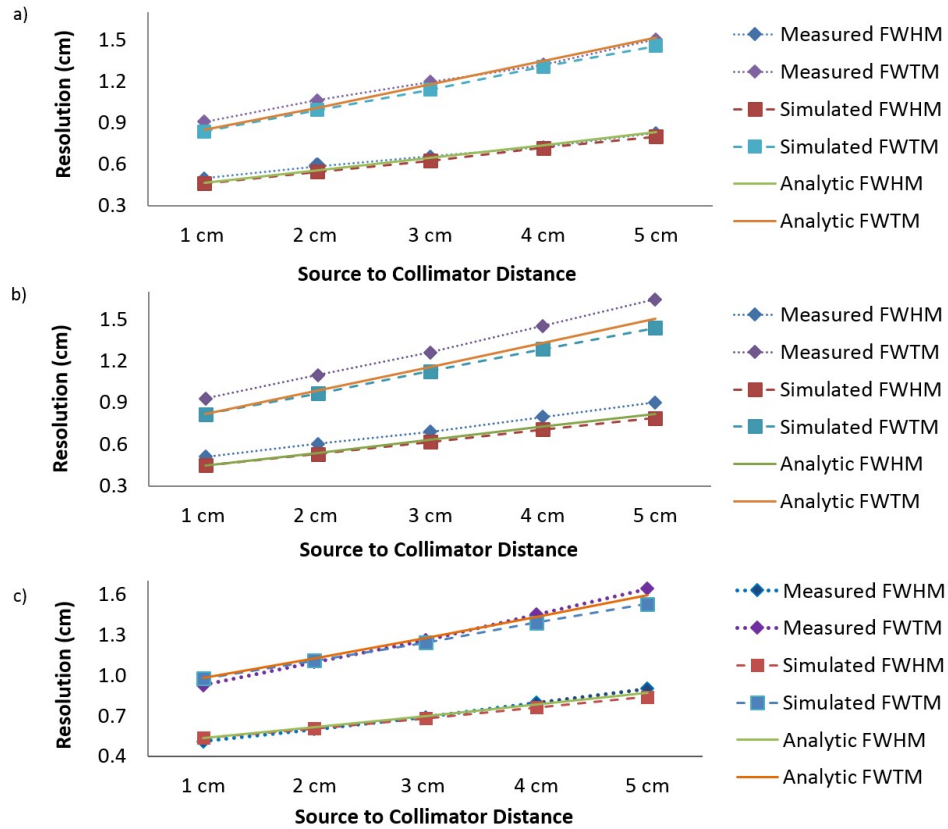 a)
Resolution (cm)
1.5
1.2
0.9
0.6
0.3
1 cm 2 cm 3 cm 4 cm 5 cm
Source to Collimator Distance
Measured FWHM
Measured FWTM
Simulated FWHM
Simulated FWTM
Analytic FWHM
Analytic FWTM
b)
Resolution (cm)
1.5
1.2
0.9
0.6
0.3
1 cm 2 cm 3 cm 4 cm 5 cm
Source to Collimator Distance
Measured FWHM
Measured FWTM
Simulated FWHM
Simulated FWTM
Analytic FWHM
Analytic FWTM
c)
Resolution (cm)
1.6
1.3
1.0
0.7
0.4
1 cm 2 cm 3 cm 4 cm 5 cm
Source to Collimator Distance
Measured FWHM
Measured FWTM
Simulated FWHM
Simulated FWTM
Analytic FWHM
Analytic FWTM